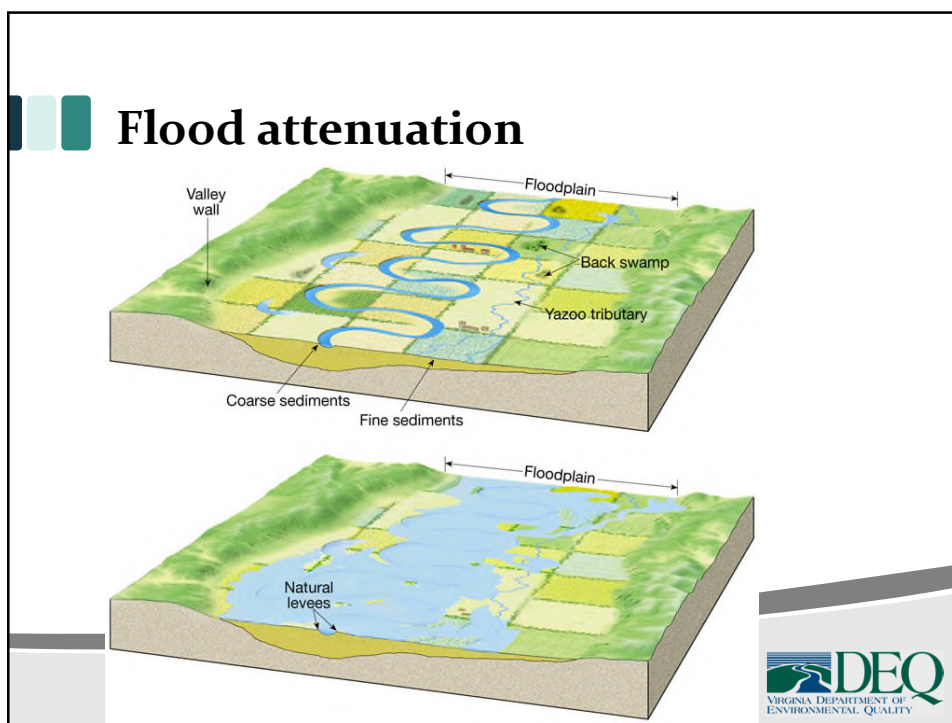 Flood attenuation
Floodplain
Valley
wall
Back swamp
Yazoo tributary
Coarse sediments
Fine sediments
Floodplain
Natural
levees
DEQ
VIRGINIA DEPARTMENT OF
ENVIRONMENTAL QUALITY